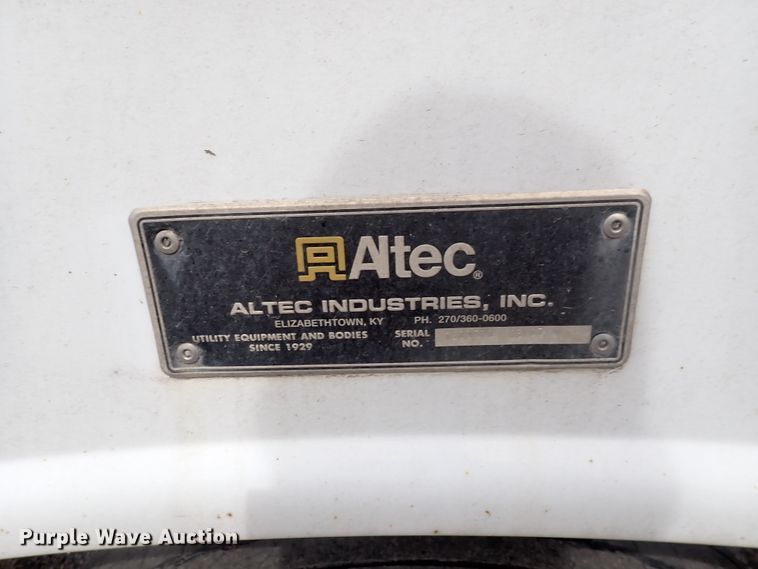 Altec®
ALTEC INDUSTRIES, INC.
ELIZABETHTOWN, KY PH. 270/360-0600
UTILITY EQUIPMENT AND BODIES
SINCE 1929
SERIAL
NO.
Purple Wave Auction